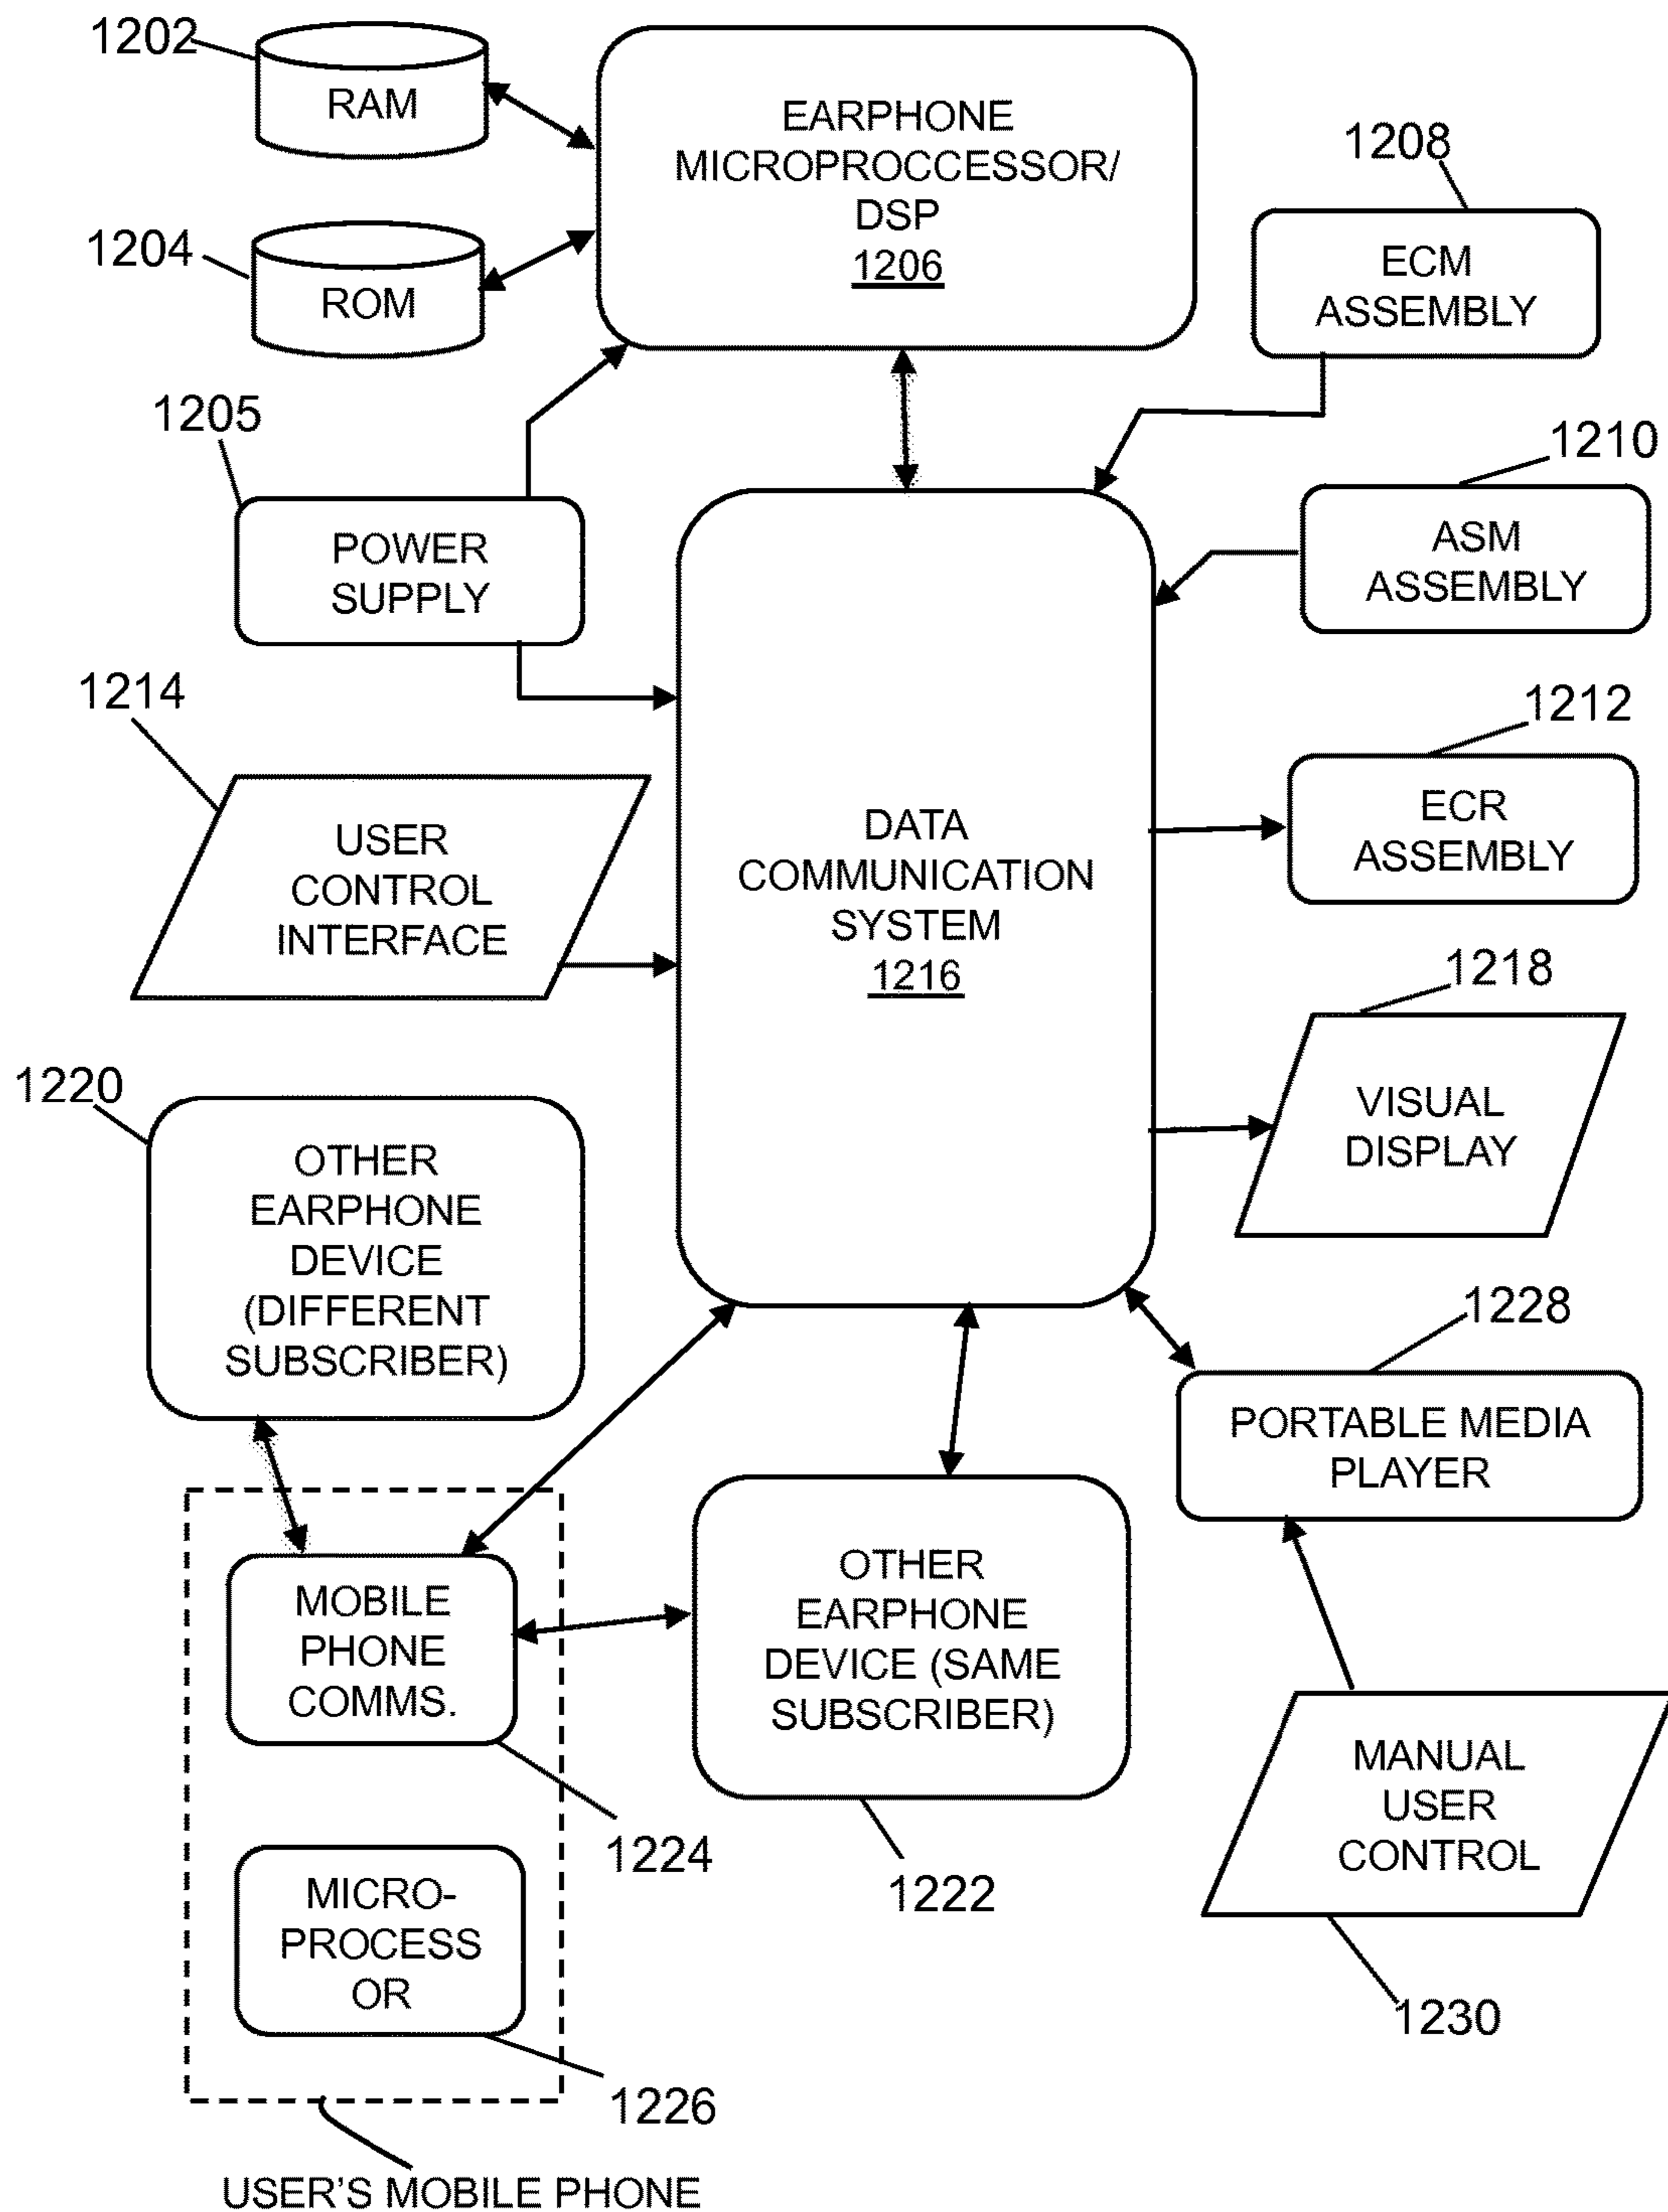 1202
RAM
EARPHONE
MICROPROCCESSOR/
DSP
1206
1208
ECM
ASSEMBLY
1204
ROM
1205
POWER
SUPPLY
1210
ASM
ASSEMBLY
1214
USER
CONTROL
INTERFACE
DATA
COMMUNICATION
SYSTEM
1216
1212
ECR
ASSEMBLY
1218
VISUAL
DISPLAY
1220
OTHER
EARPHONE
DEVICE
(DIFFERENT
SUBSCRIBER)
1228
PORTABLE MEDIA
PLAYER
MOBILE
PHONE
COMMS.
1224
OTHER
EARPHONE
DEVICE (SAME
SUBSCRIBER)
1222
MANUAL
USER
CONTROL
1230
MICRO-
PROCESS
OR
1226
USER'S MOBILE PHONE